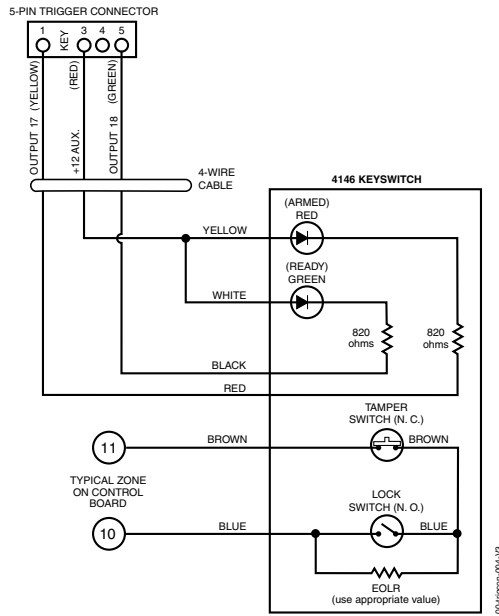 5-PIN TRIGGER CONNECTOR
1
KEY
3
4
5
OUTPUT 17 (YELLOW)
+12 AUX. (RED)
OUTPUT 18 (GREEN)
4-WIRE
CABLE
4146 KEYSWITCH
(ARMED)
RED
YELLOW
(READY)
GREEN
WHITE
820
ohms
820
ohms
BLACK
RED
TAMPER
SWITCH (N. C.)
11
BROWN
BROWN
TYPICAL ZONE
ON CONTROL
BOARD
LOCK
SWITCH (N. O.)
10
BLUE
BLUE
EOLR
(use appropriate value)